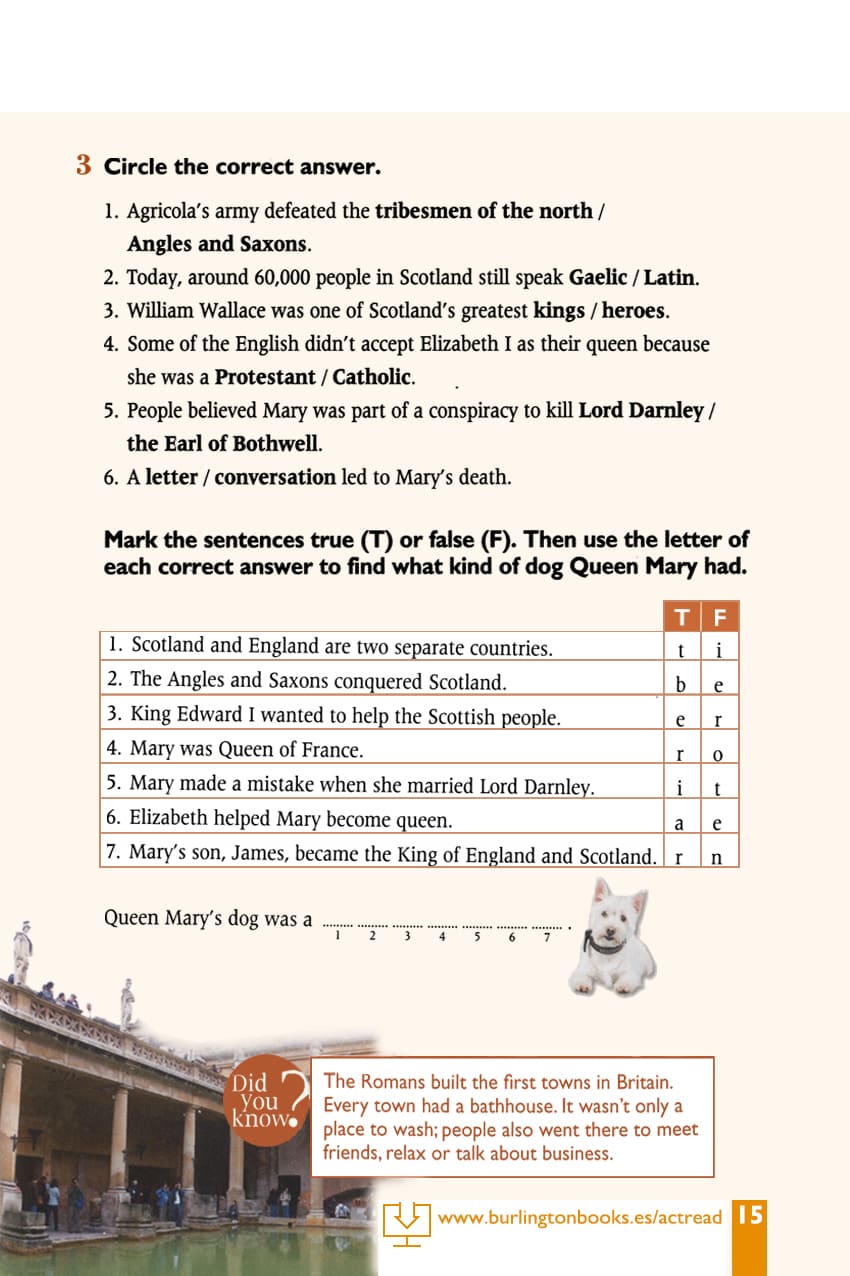 3 Circle the correct answer.
1. Agricola's army defeated the tribesmen of the north /
Angles and Saxons.
2. Today, around 60,000 people in Scotland still speak Gaelic / Latin.
3. William Wallace was one of Scotland's greatest kings / heroes.
4. Some of the English didn't accept Elizabeth I as their queen because
she was a Protestant / Catholic.
5. People believed Mary was part of a conspiracy to kill Lord Darnley /
the Earl of Bothwell.
6. A letter / conversation led to Mary's death.
Mark the sentences true (T) or false (F). Then use the letter of
each correct answer to find what kind of dog Queen Mary had.
T F
1. Scotland and England are two separate countries. t i
2. The Angles and Saxons conquered Scotland. b e
3. King Edward I wanted to help the Scottish people. e r
4. Mary was Queen of France. r o
5. Mary made a mistake when she married Lord Darnley. i t
6. Elizabeth helped Mary become queen. a e
7. Mary's son, James, became the King of England and Scotland. r n
Queen Mary's dog was a ......... ......... ......... ......... ......... ......... ......... .
1 2 3 4 5 6 7
Did
you
know?
The Romans built the first towns in Britain.
Every town had a bathhouse. It wasn't only a
place to wash; people also went there to meet
friends, relax or talk about business.
www.burlingtonbooks.es/actread 15